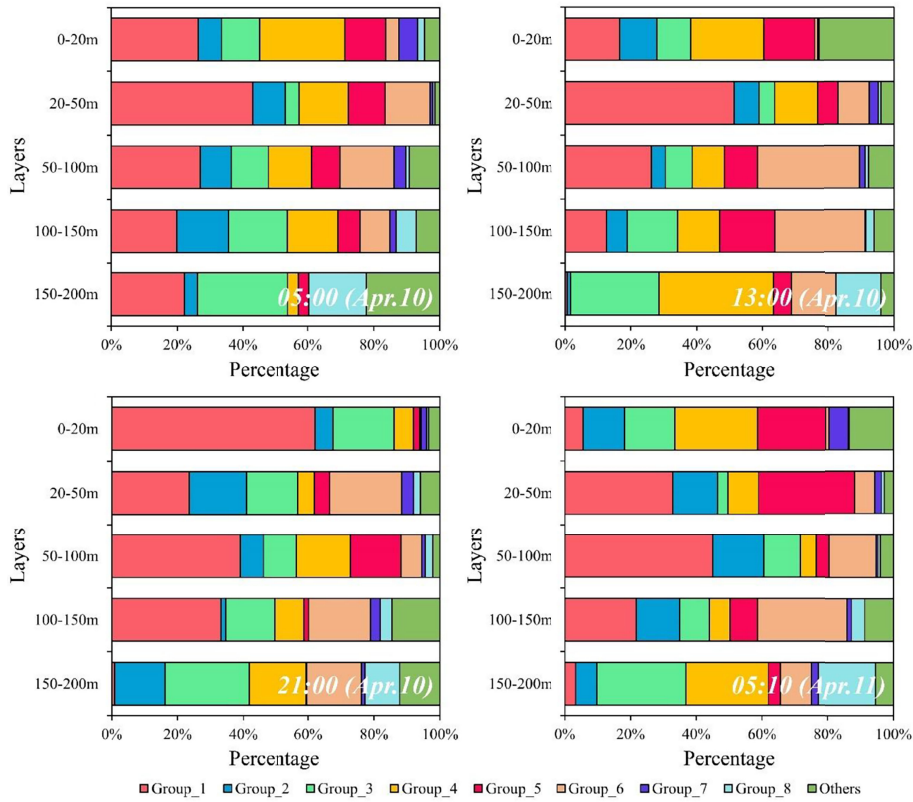 0-20m
20-50m
50-100m
100-150m
150-200m
Layers
05:00 (Apr.10)
0% 20% 40% 60% 80% 100%
Percentage
0-20m
20-50m
50-100m
100-150m
150-200m
Layers
13:00 (Apr.10)
0% 20% 40% 60% 80% 100%
Percentage
0-20m
20-50m
50-100m
100-150m
150-200m
Layers
21:00 (Apr.10)
0% 20% 40% 60% 80% 100%
Percentage
0-20m
20-50m
50-100m
100-150m
150-200m
Layers
05:10 (Apr.11)
0% 20% 40% 60% 80% 100%
Percentage
Group_1 Group_2 Group_3 Group_4 Group_5 Group_6 Group_7 Group_8 Others